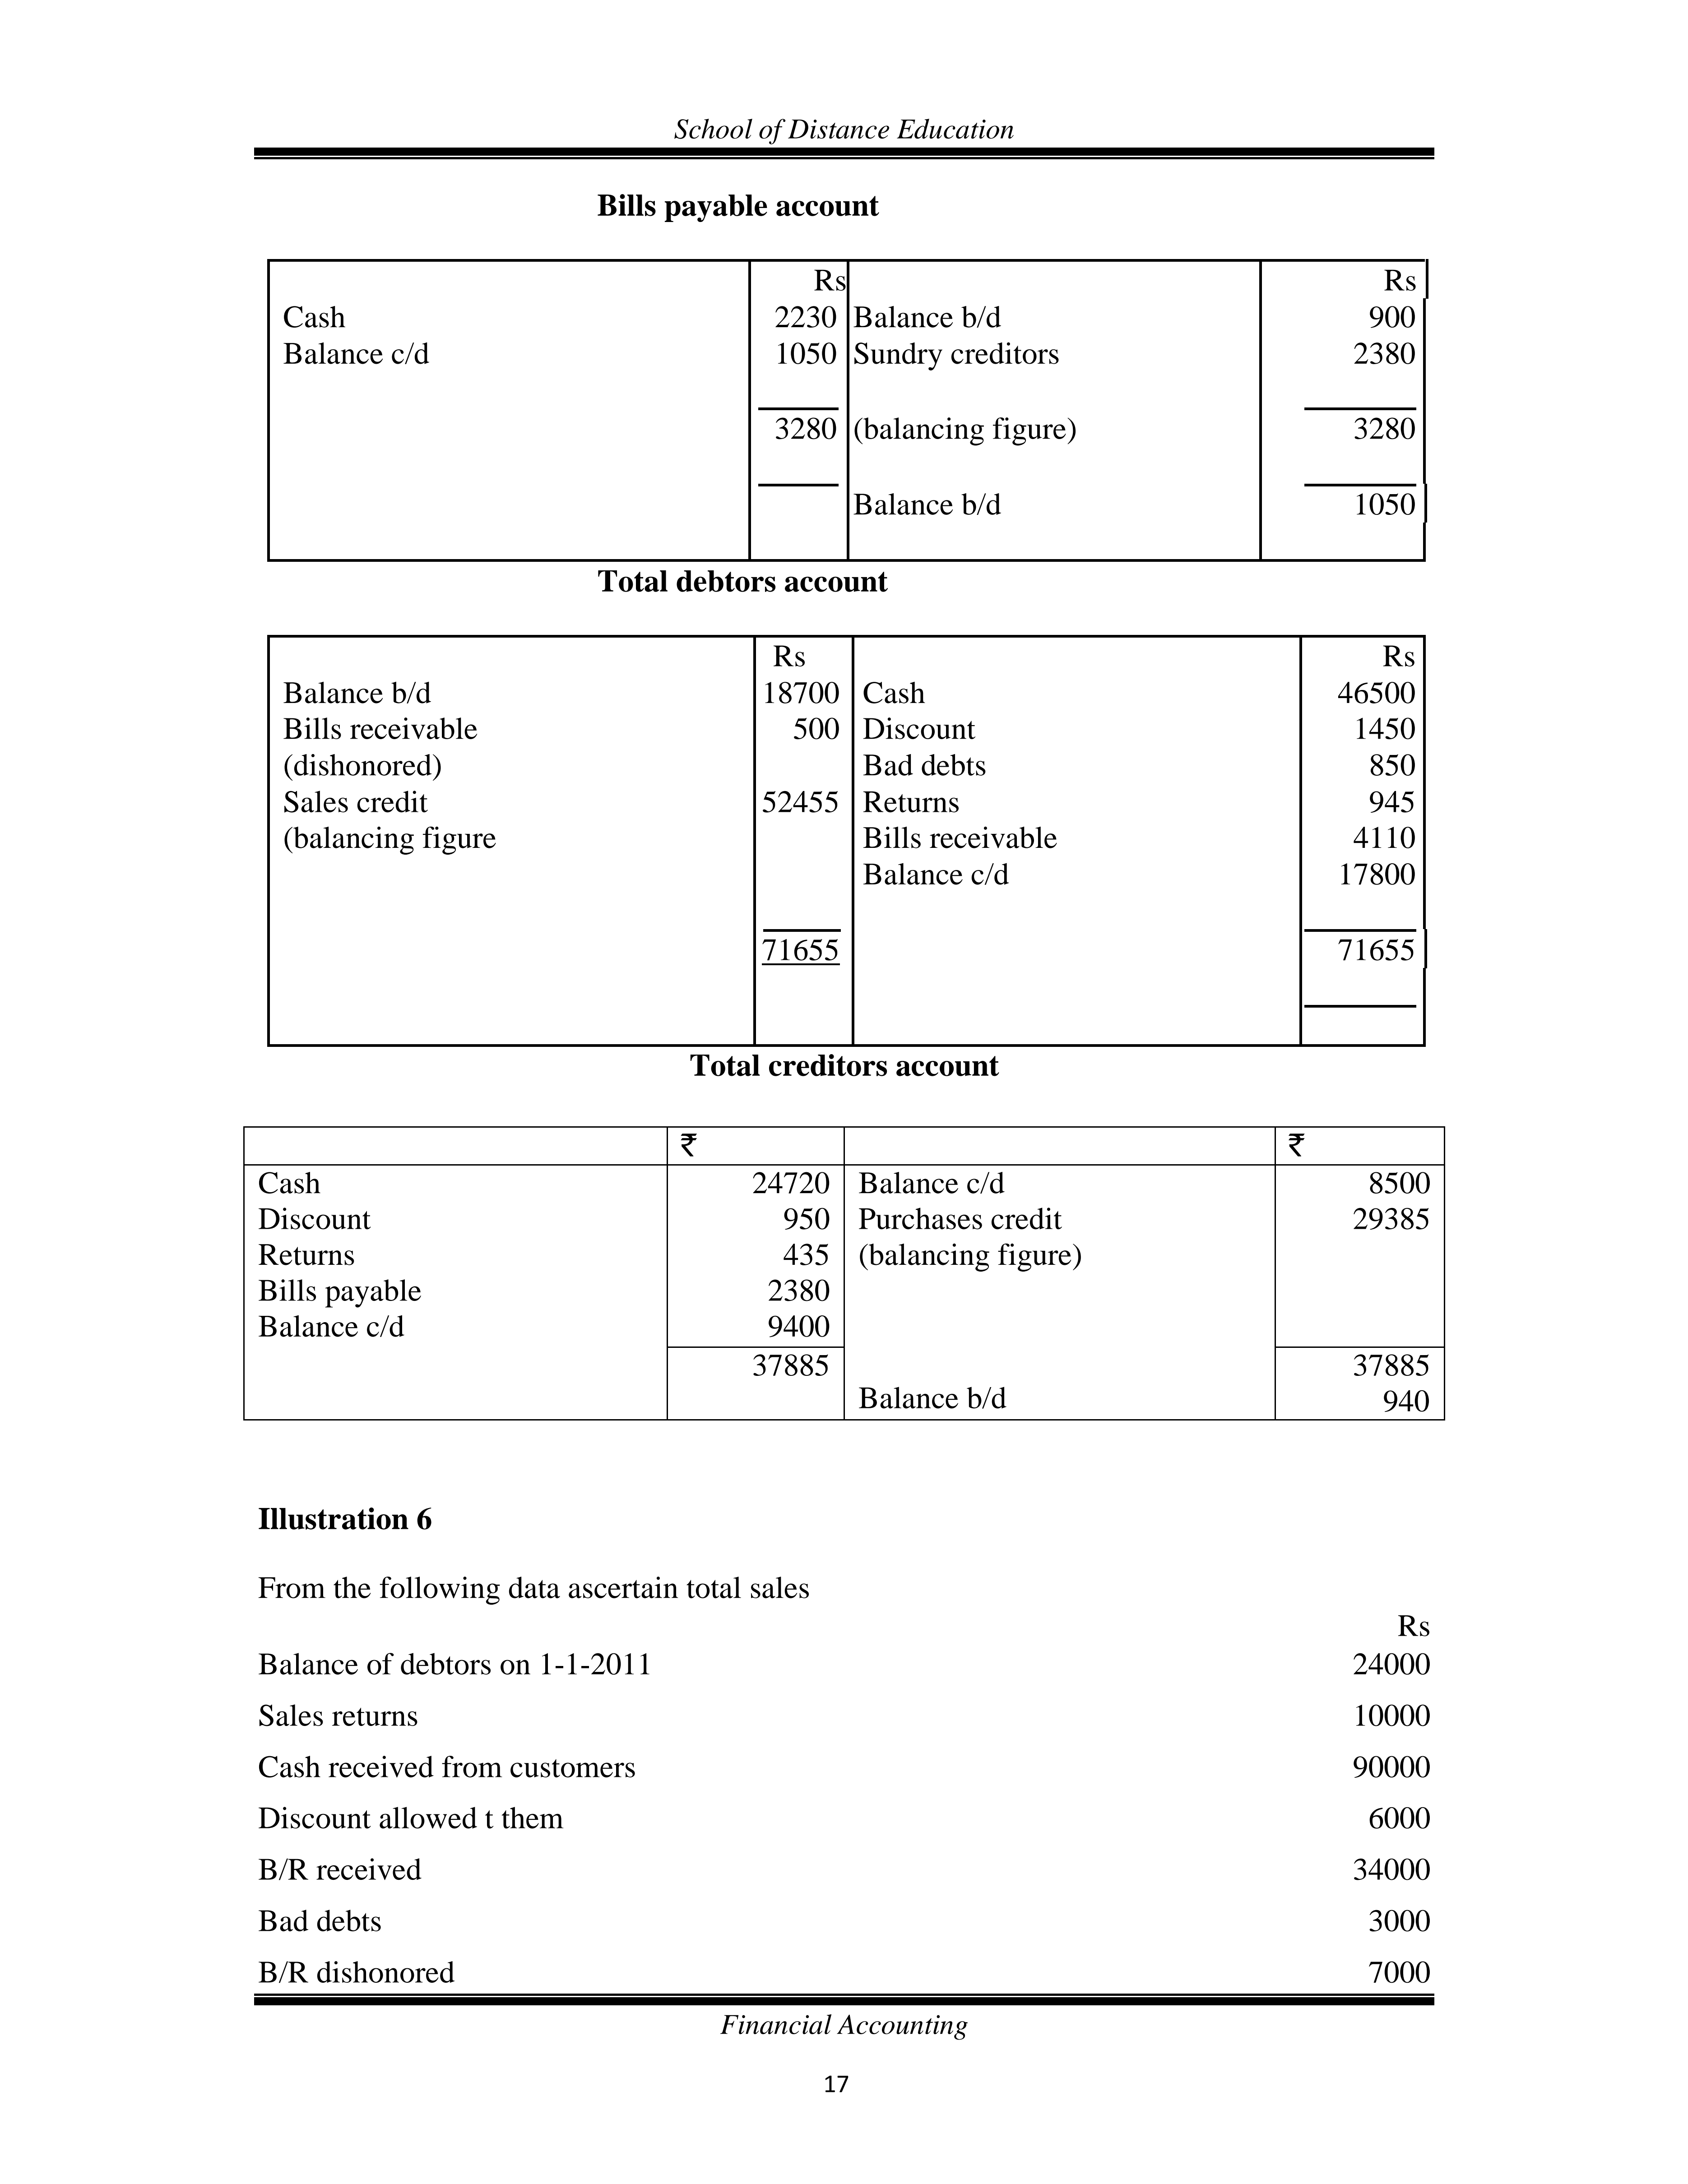 School of Distance Education
Bills payable account
Rs Rs
Cash 2230 Balance b/d 900
Balance c/d 1050 Sundry creditors 2380
3280 (balancing figure) 3280
Balance b/d 1050
Total debtors account
Rs Rs
Balance b/d 18700 Cash 46500
Bills receivable 500 Discount 1450
(dishonored) Bad debts 850
Sales credit 52455 Returns 945
(balancing figure Bills receivable 4110
Balance c/d 17800
71655 71655
Total creditors account
₹ ₹
Cash 24720 Balance c/d 8500
Discount 950 Purchases credit 29385
Returns 435 (balancing figure)
Bills payable 2380
Balance c/d 9400
37885 37885
Balance b/d 940
Illustration 6
From the following data ascertain total sales
Rs
Balance of debtors on 1-1-2011 24000
Sales returns 10000
Cash received from customers 90000
Discount allowed t them 6000
B/R received 34000
Bad debts 3000
B/R dishonored 7000
Financial Accounting
17